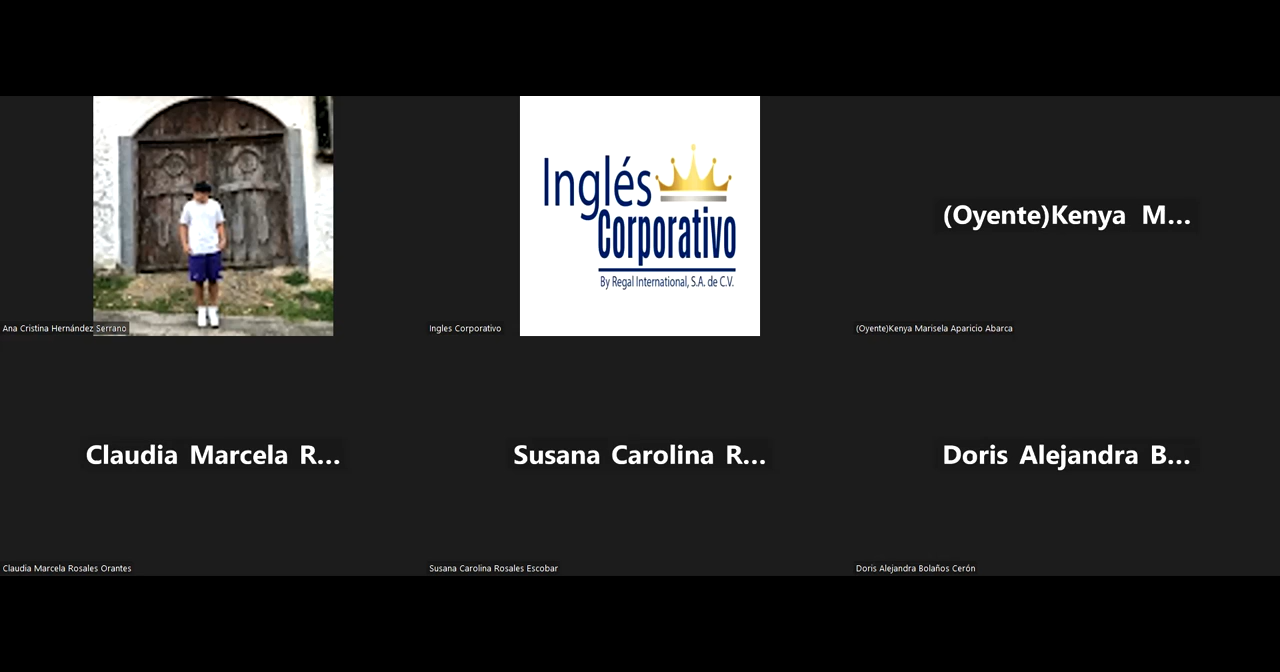 Inglés
Corporativo
By Regal International, S.A. de C.V.
(Oyente)Kenya M...
Ana Cristina Hernández Serrano
Ingles Corporativo
(Oyente)Kenya Marisela Aparicio Abarca
Claudia Marcela R...
Susana Carolina R...
Doris Alejandra B...
Claudia Marcela Rosales Orantes
Susana Carolina Rosales Escobar
Doris Alejandra Bolaños Cerón